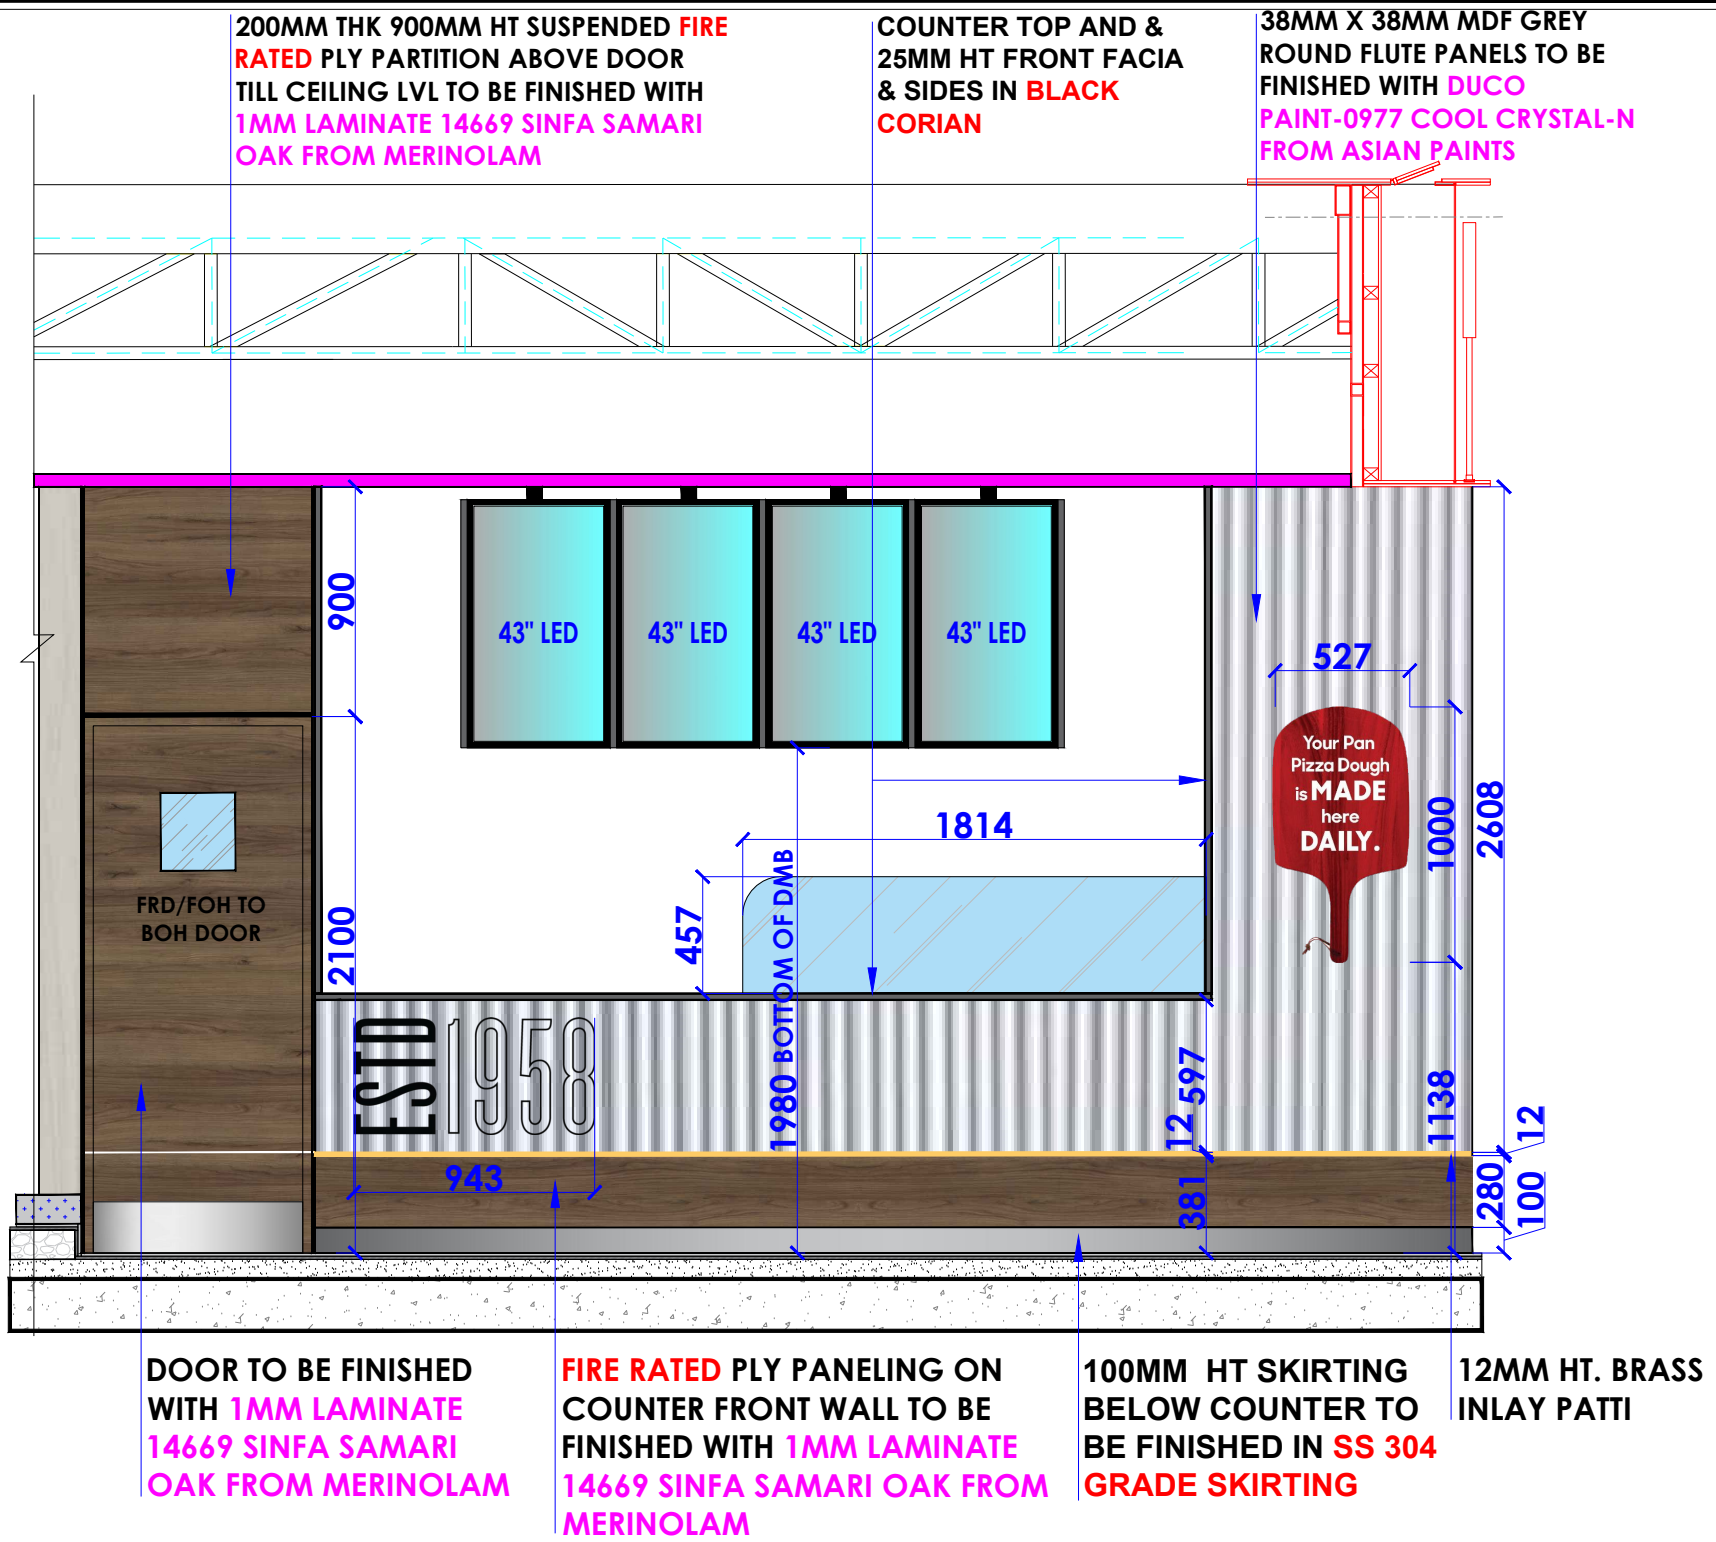 200MM THK 900MM HT SUSPENDED FIRE
RATED PLY PARTITION ABOVE DOOR
TILL CEILING LVL TO BE FINISHED WITH
1MM LAMINATE 14669 SINFA SAMARI
OAK FROM MERINOLAM
COUNTER TOP AND &
25MM HT FRONT FACIA
& SIDES IN BLACK
CORIAN
38MM X 38MM MDF GREY
ROUND FLUTE PANELS TO BE
FINISHED WITH DUCO
PAINT-0977 COOL CRYSTAL-N
FROM ASIAN PAINTS
900
43" LED
43" LED
43" LED
43" LED
527
Your Pan
Pizza Dough
is MADE
here
DAILY.
1000
2608
1814
457
1980 BOTTOM OF DMB
FRD/FOH TO
BOH DOOR
2100
ESTD
1958
943
12
597
381
1138
12
280
100
DOOR TO BE FINISHED
WITH 1MM LAMINATE
14669 SINFA SAMARI
OAK FROM MERINOLAM
FIRE RATED PLY PANELING ON
COUNTER FRONT WALL TO BE
FINISHED WITH 1MM LAMINATE
14669 SINFA SAMARI OAK FROM
MERINOLAM
100MM HT SKIRTING
BELOW COUNTER TO
BE FINISHED IN SS 304
GRADE SKIRTING
12MM HT. BRASS
INLAY PATTI